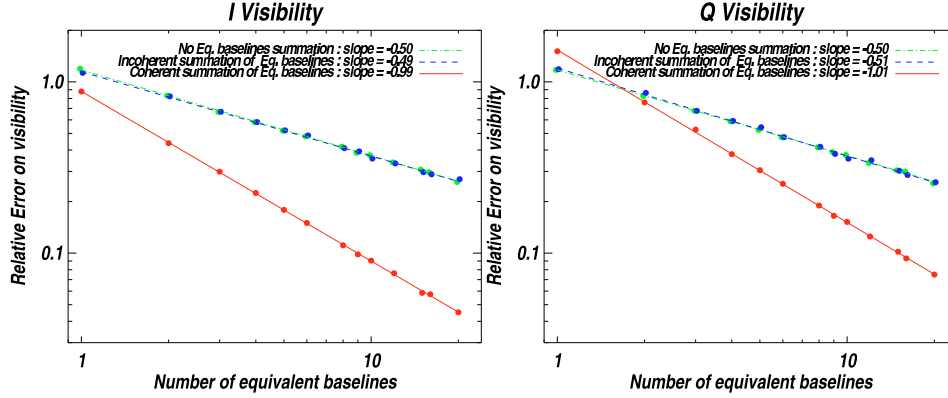 I Visibility
No Eq. baselines summation : slope = -0.50
Incoherent summation of Eq. baselines : slope = -0.49
Coherent summation of Eq. baselines : slope = -0.99
Relative Error on visibility
1.0
0.1
1
10
Number of equivalent baselines
Q Visibility
No Eq. baselines summation : slope = -0.50
Incoherent summation of Eq. baselines : slope = -0.51
Coherent summation of Eq. baselines : slope = -1.01
Relative Error on visibility
1.0
0.1
1
10
Number of equivalent baselines